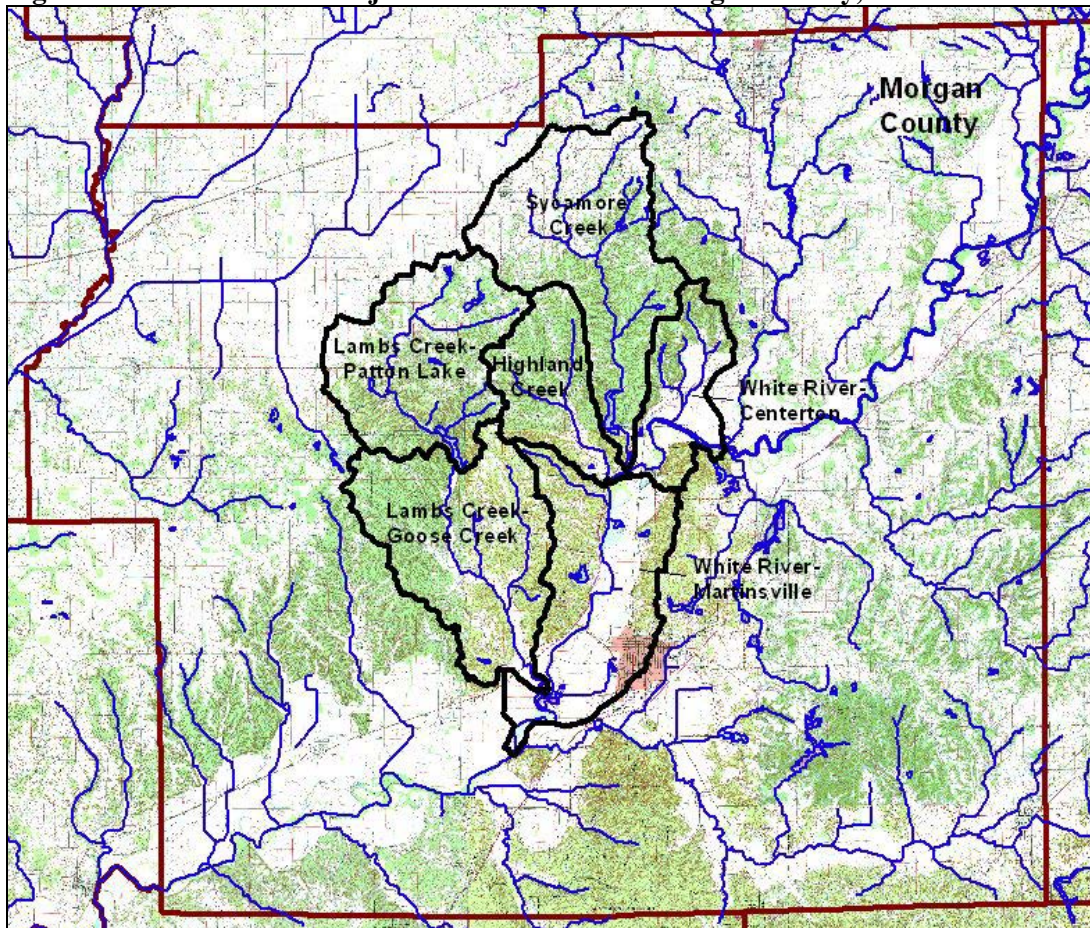 Morgan
County
Sycamore
Creek
Lambs Creek-
Patton Lake
Highland
Creek
White River-
Centerton
Lambs Creek-
Goose Creek
White River-
Martinsville